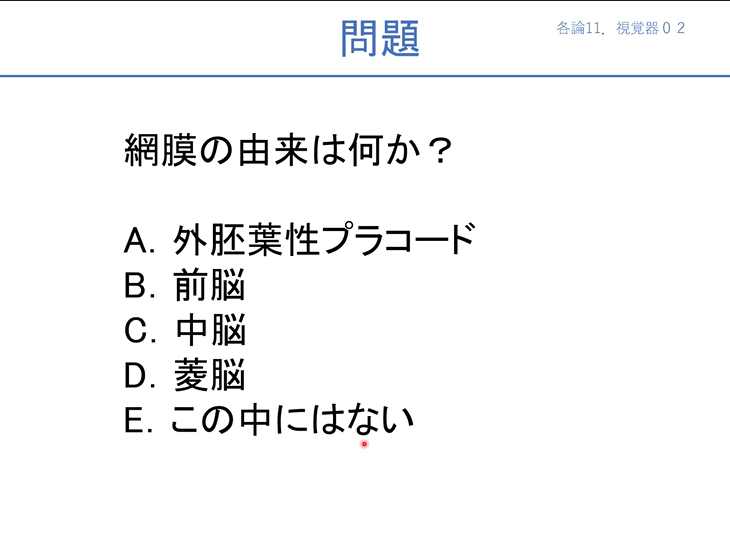 問題
各論11．視覚器０２
網膜の由来は何か？
A．外胚葉性プラコード
B．前脳
C．中脳
D．菱脳
E．この中にはない